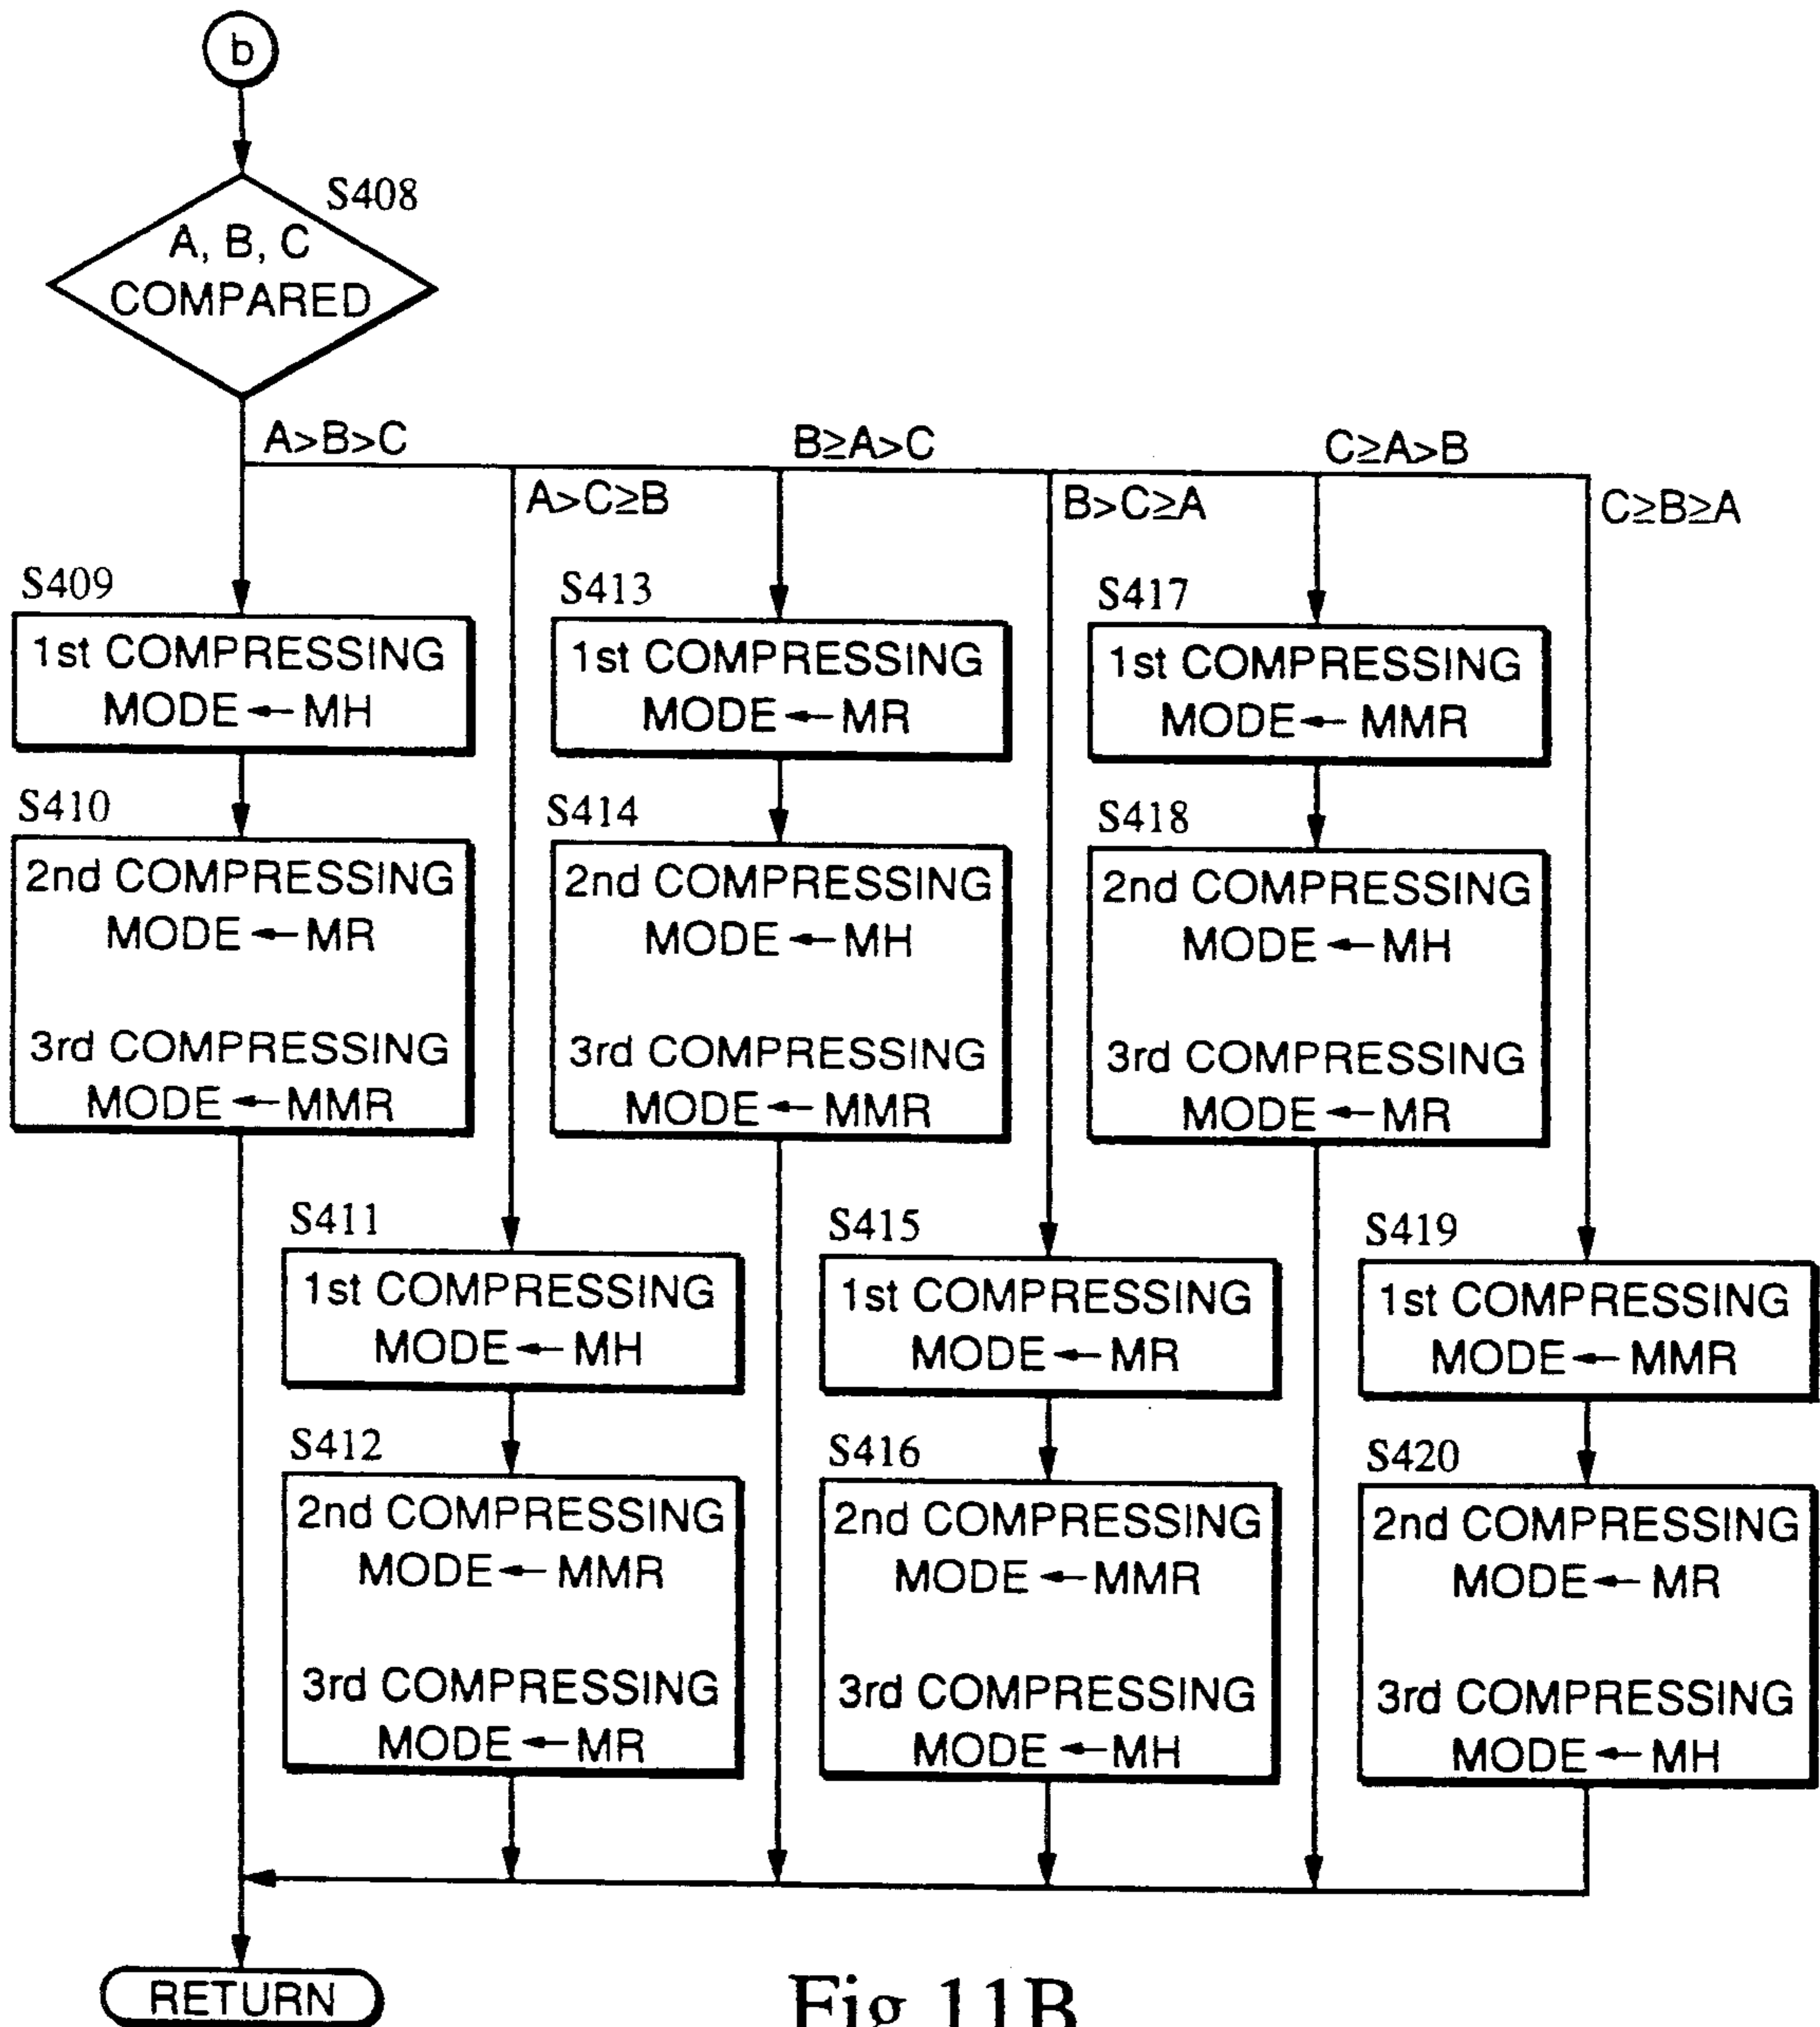 b
S408
A, B, C
COMPARED
A>B>C
A>C≥B
B≥A>C
B>C≥A
C≥A>B
C≥B≥A
S409
1st COMPRESSING
MODE ← MH
S410
2nd COMPRESSING
MODE ← MR
3rd COMPRESSING
MODE ← MMR
S411
1st COMPRESSING
MODE ← MH
S412
2nd COMPRESSING
MODE ← MMR
3rd COMPRESSING
MODE ← MR
S413
1st COMPRESSING
MODE ← MR
S414
2nd COMPRESSING
MODE ← MH
3rd COMPRESSING
MODE ← MMR
S415
1st COMPRESSING
MODE ← MR
S416
2nd COMPRESSING
MODE ← MMR
3rd COMPRESSING
MODE ← MH
S417
1st COMPRESSING
MODE ← MMR
S418
2nd COMPRESSING
MODE ← MH
3rd COMPRESSING
MODE ← MR
S419
1st COMPRESSING
MODE ← MMR
S420
2nd COMPRESSING
MODE ← MR
3rd COMPRESSING
MODE ← MH
RETURN
Fig.11B